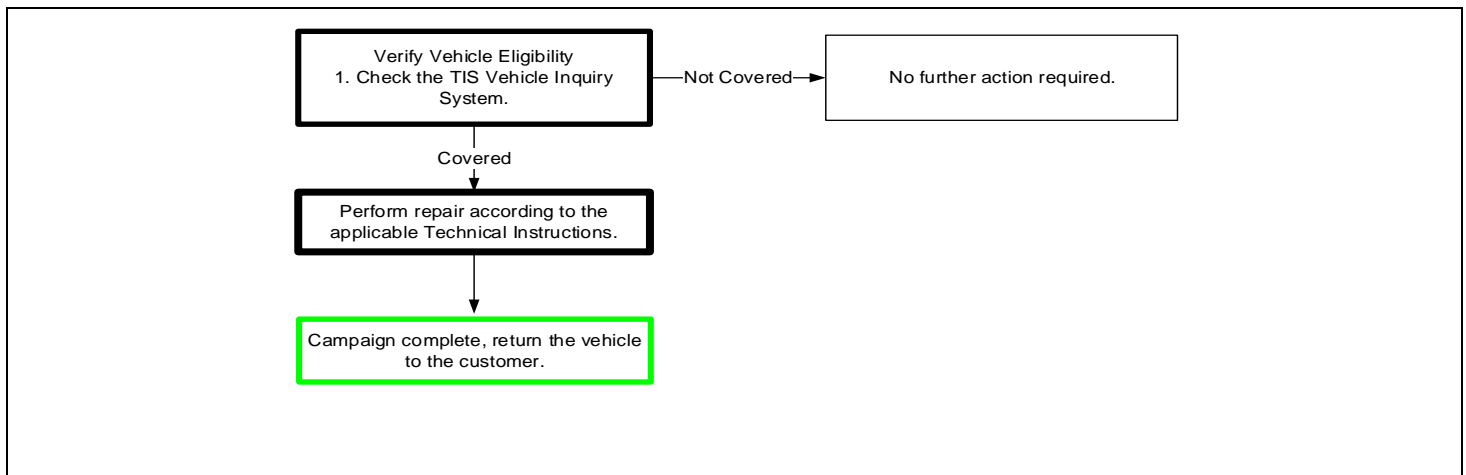 Verify Vehicle Eligibility
1. Check the TIS Vehicle Inquiry
System.
Not Covered
No further action required.
Covered
Perform repair according to the
applicable Technical Instructions.
Campaign complete, return the vehicle
to the customer.